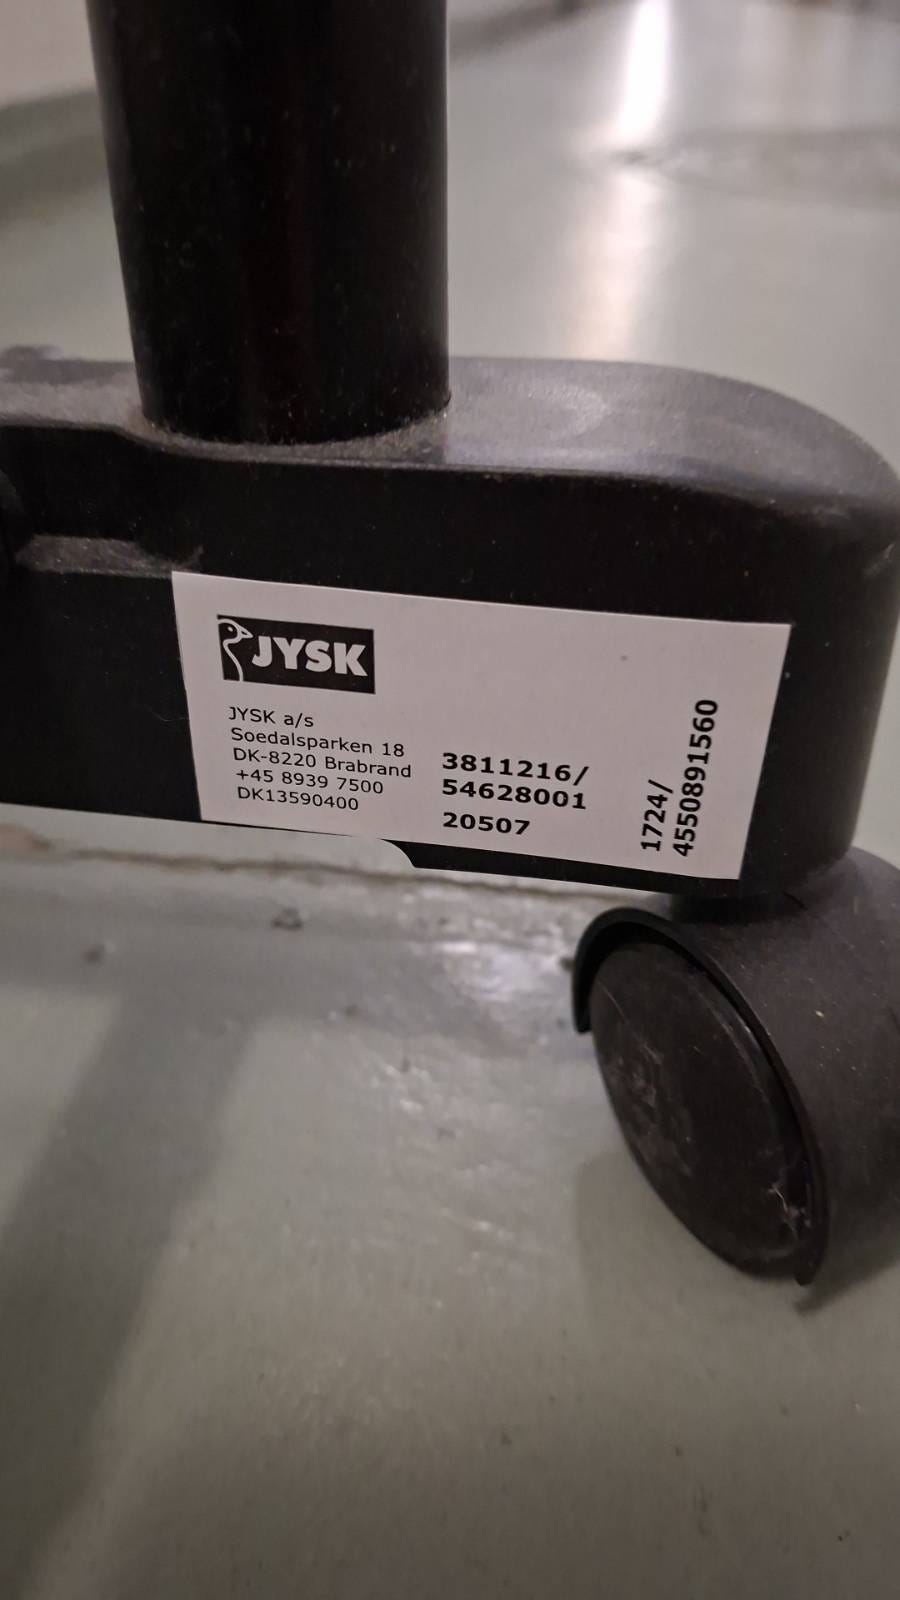 JYSK
JYSK a/s
Soedalsparken 18
DK-8220 Brabrand
+45 8939 7500
DK13590400
3811216/
54628001
20507
1724/
4550891560